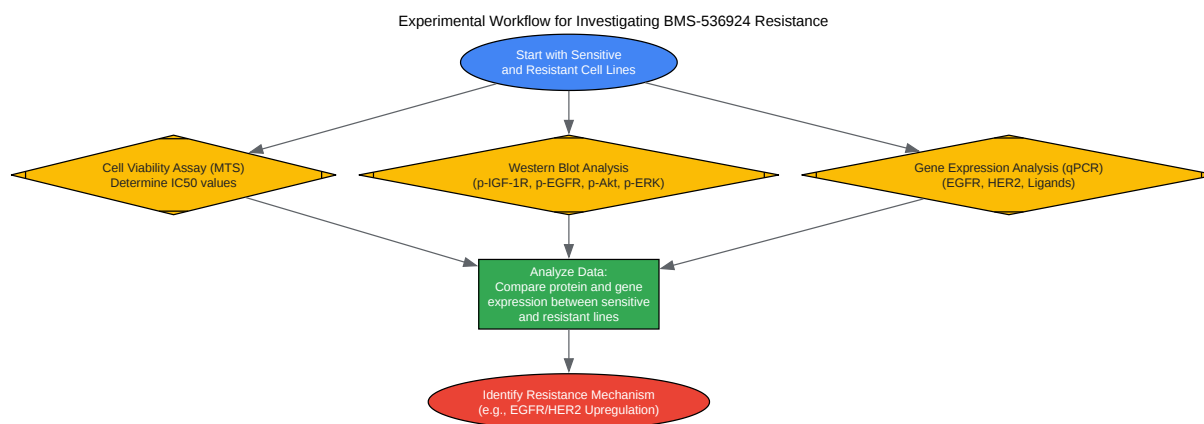 Experimental Workflow for Investigating BMS-536924 Resistance
Start with Sensitive
and Resistant Cell Lines
Cell Viability Assay (MTS)
Determine IC50 values
Western Blot Analysis
(p-IGF-1R, p-EGFR, p-Akt, p-ERK)
Gene Expression Analysis (qPCR)
(EGFR, HER2, Ligands)
Analyze Data:
Compare protein and gene
expression between sensitive
and resistant lines
Identify Resistance Mechanism
(e.g., EGFR/HER2 Upregulation)